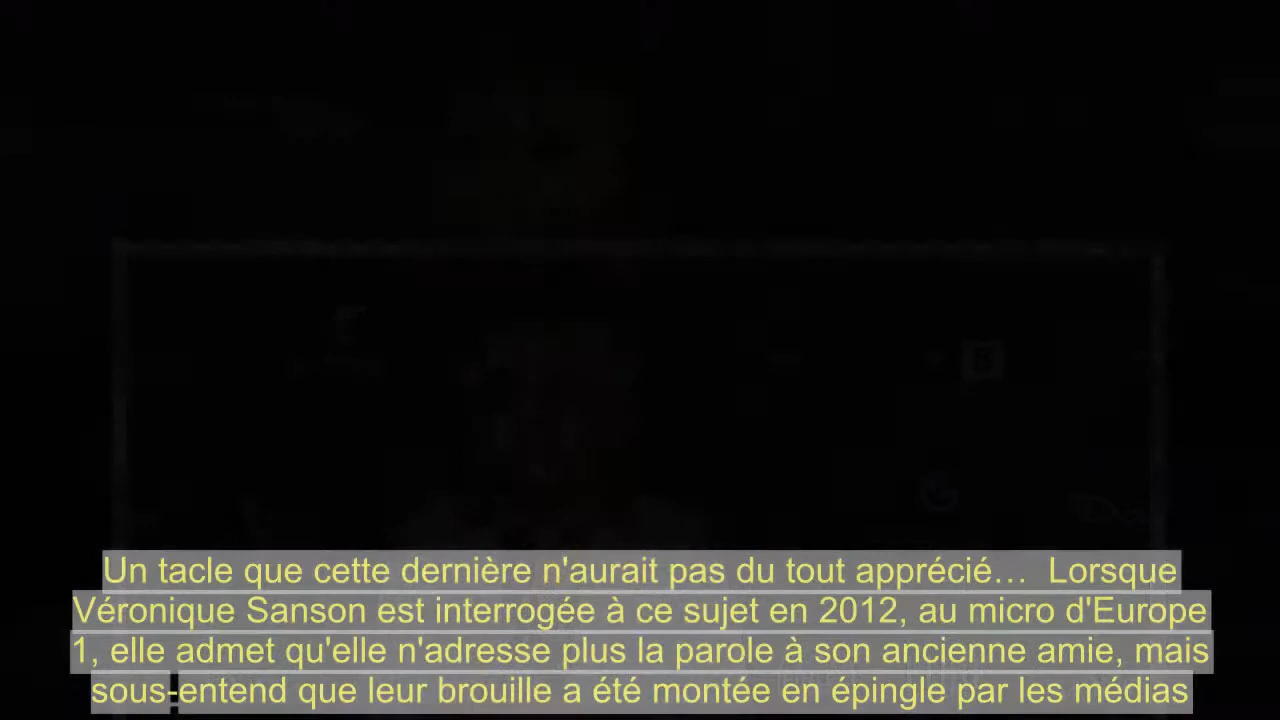 Un tacle que cette dernière n'aurait pas du tout apprécié…  Lorsque
Véronique Sanson est interrogée à ce sujet en 2012, au micro d'Europe
1, elle admet qu'elle n'adresse plus la parole à son ancienne amie, mais
sous-entend que leur brouille a été montée en épingle par les médias